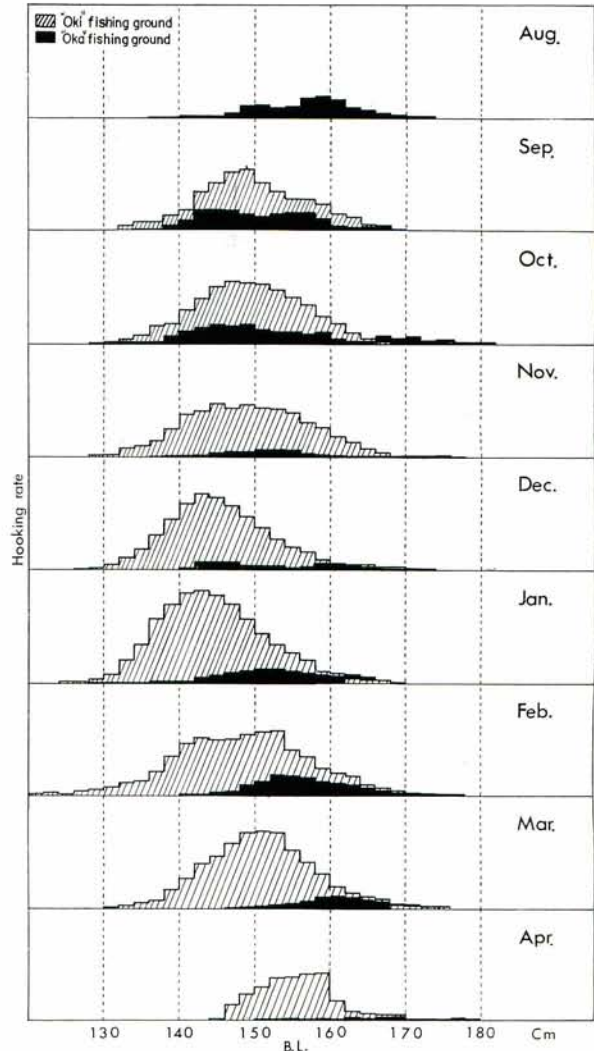 "Oki" fishing ground
"Oka" fishing ground
Aug.
Sep.
Oct.
Nov.
Dec.
Jan.
Feb.
Mar.
Apr.
Hooking rate
130 140 150 160 170 180 Cm
B.L.